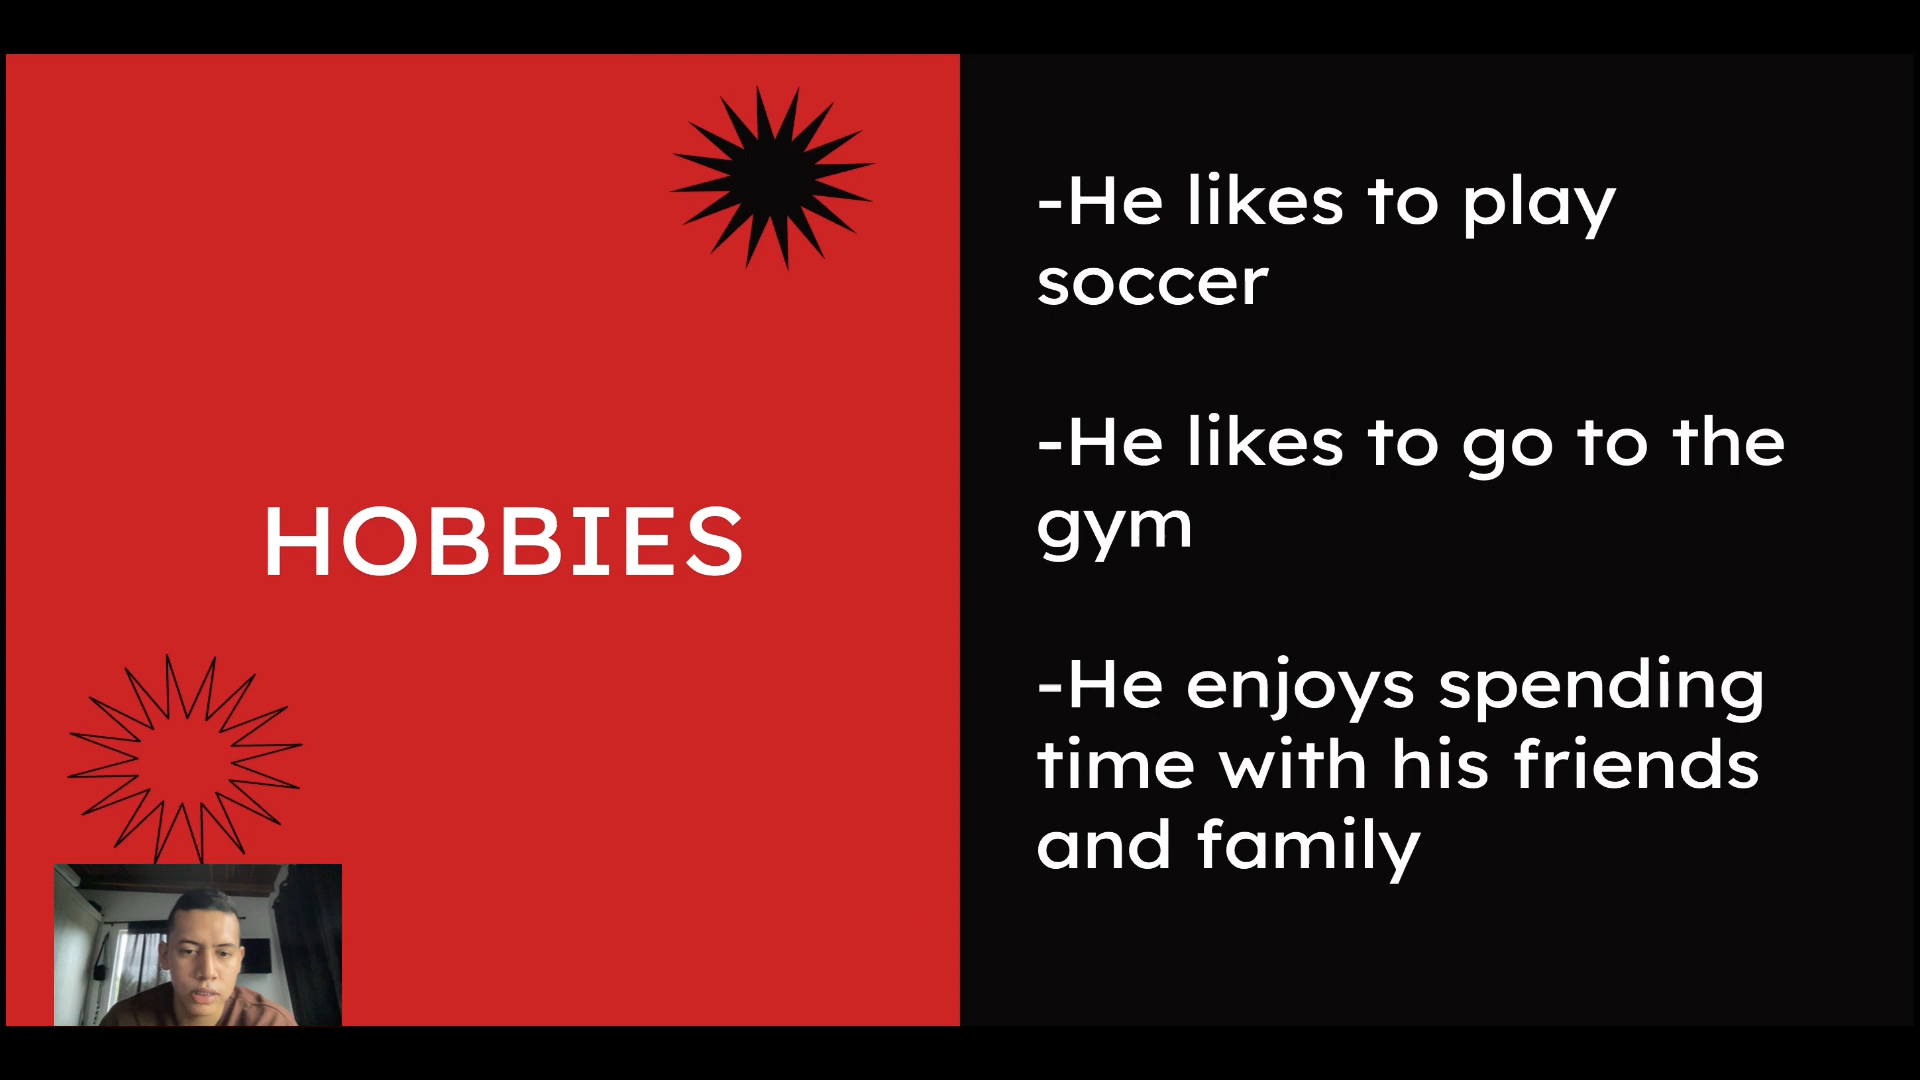 HOBBIES
-He likes to play
soccer
-He likes to go to the
gym
-He enjoys spending
time with his friends
and family